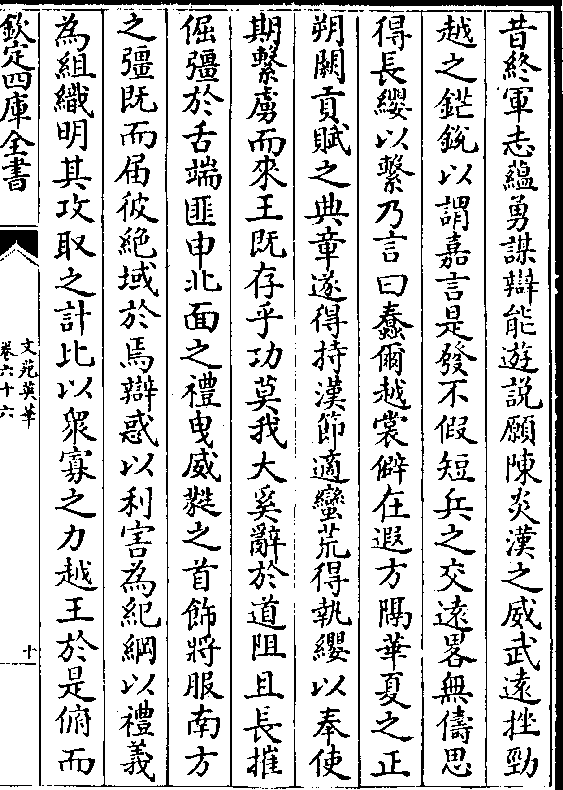 昔終軍志蘊勇謀辯能遊説願陳炎漢之威武遠挫勁
越之鋩鋭以謂嘉言是發不假短兵之交遠畧無儔思
得長纓以繫乃言曰蠢爾越裳僻在遐方隔華夏之正
朔闕貢賦之典章遂得持漢節適蠻荒得執纓以奉使
期繫虜而來王既存乎功莫我大奚辭於道阻且長摧
倔彊於舌端匪申北面之禮曳威蕤之首飾將服南方
之彊既而届彼絶域於焉辯惑以利害為紀綱以禮義
為組織明其攻取之計比以衆寡之力越王於是俯而
欽定四庫全書
文苑英華
卷六十六
十